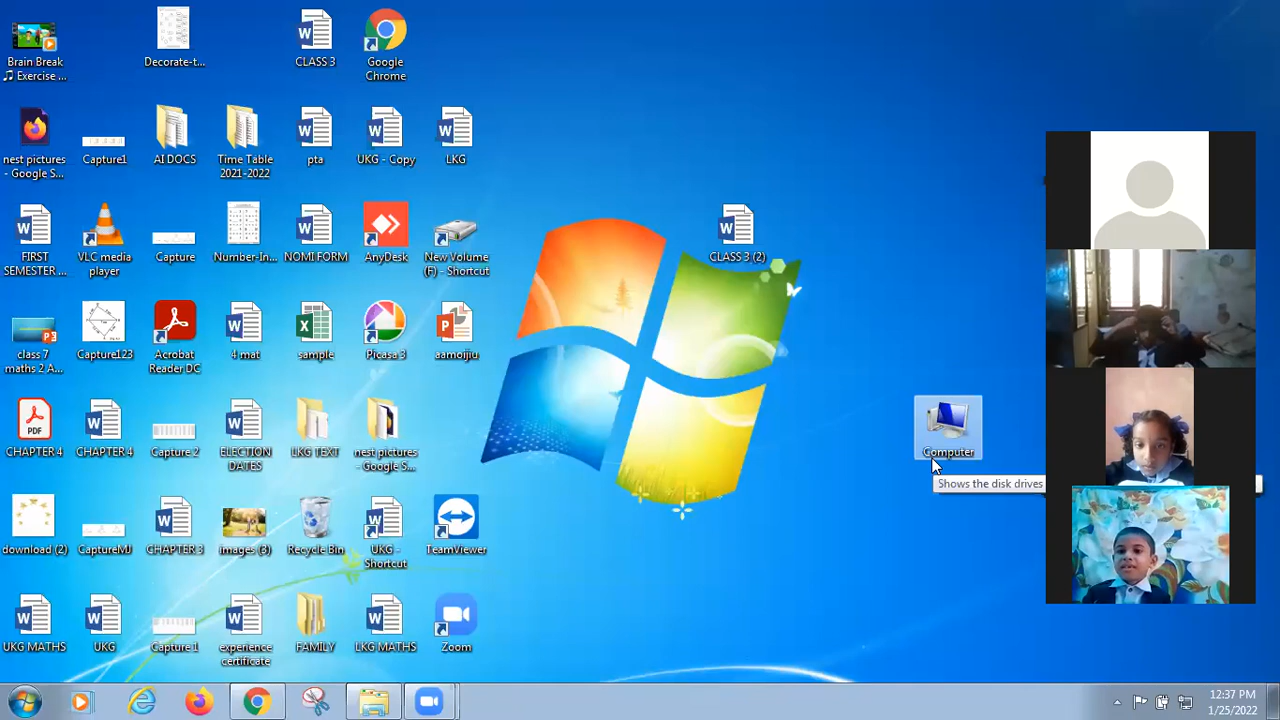 Brain Break
♫ Exercise ...
Decorate-t...
CLASS 3
Google
Chrome
nest pictures
- Google S...
Capture1
AI DOCS
Time Table
2021-2022
pta
UKG - Copy
LKG
FIRST
SEMESTER ...
VLC media
player
Capture
Number-In...
NOMI FORM
AnyDesk
New Volume
(F) - Shortcut
CLASS 3 (2)
class 7
maths 2 A...
Capture123
Acrobat
Reader DC
4 mat
sample
Picasa 3
aamoijiu
PDF
CHAPTER 4
CHAPTER 4
Capture 2
ELECTION
DATES
LKG TEXT
nest pictures
- Google S...
Computer
Shows the disk drives
download (2)
CaptureMJ
CHAPTER 3
images (3)
Recycle Bin
UKG -
Shortcut
TeamViewer
UKG MATHS
UKG
Capture 1
experience
certificate
FAMILY
LKG MATHS
Zoom
12:37 PM
1/25/2022